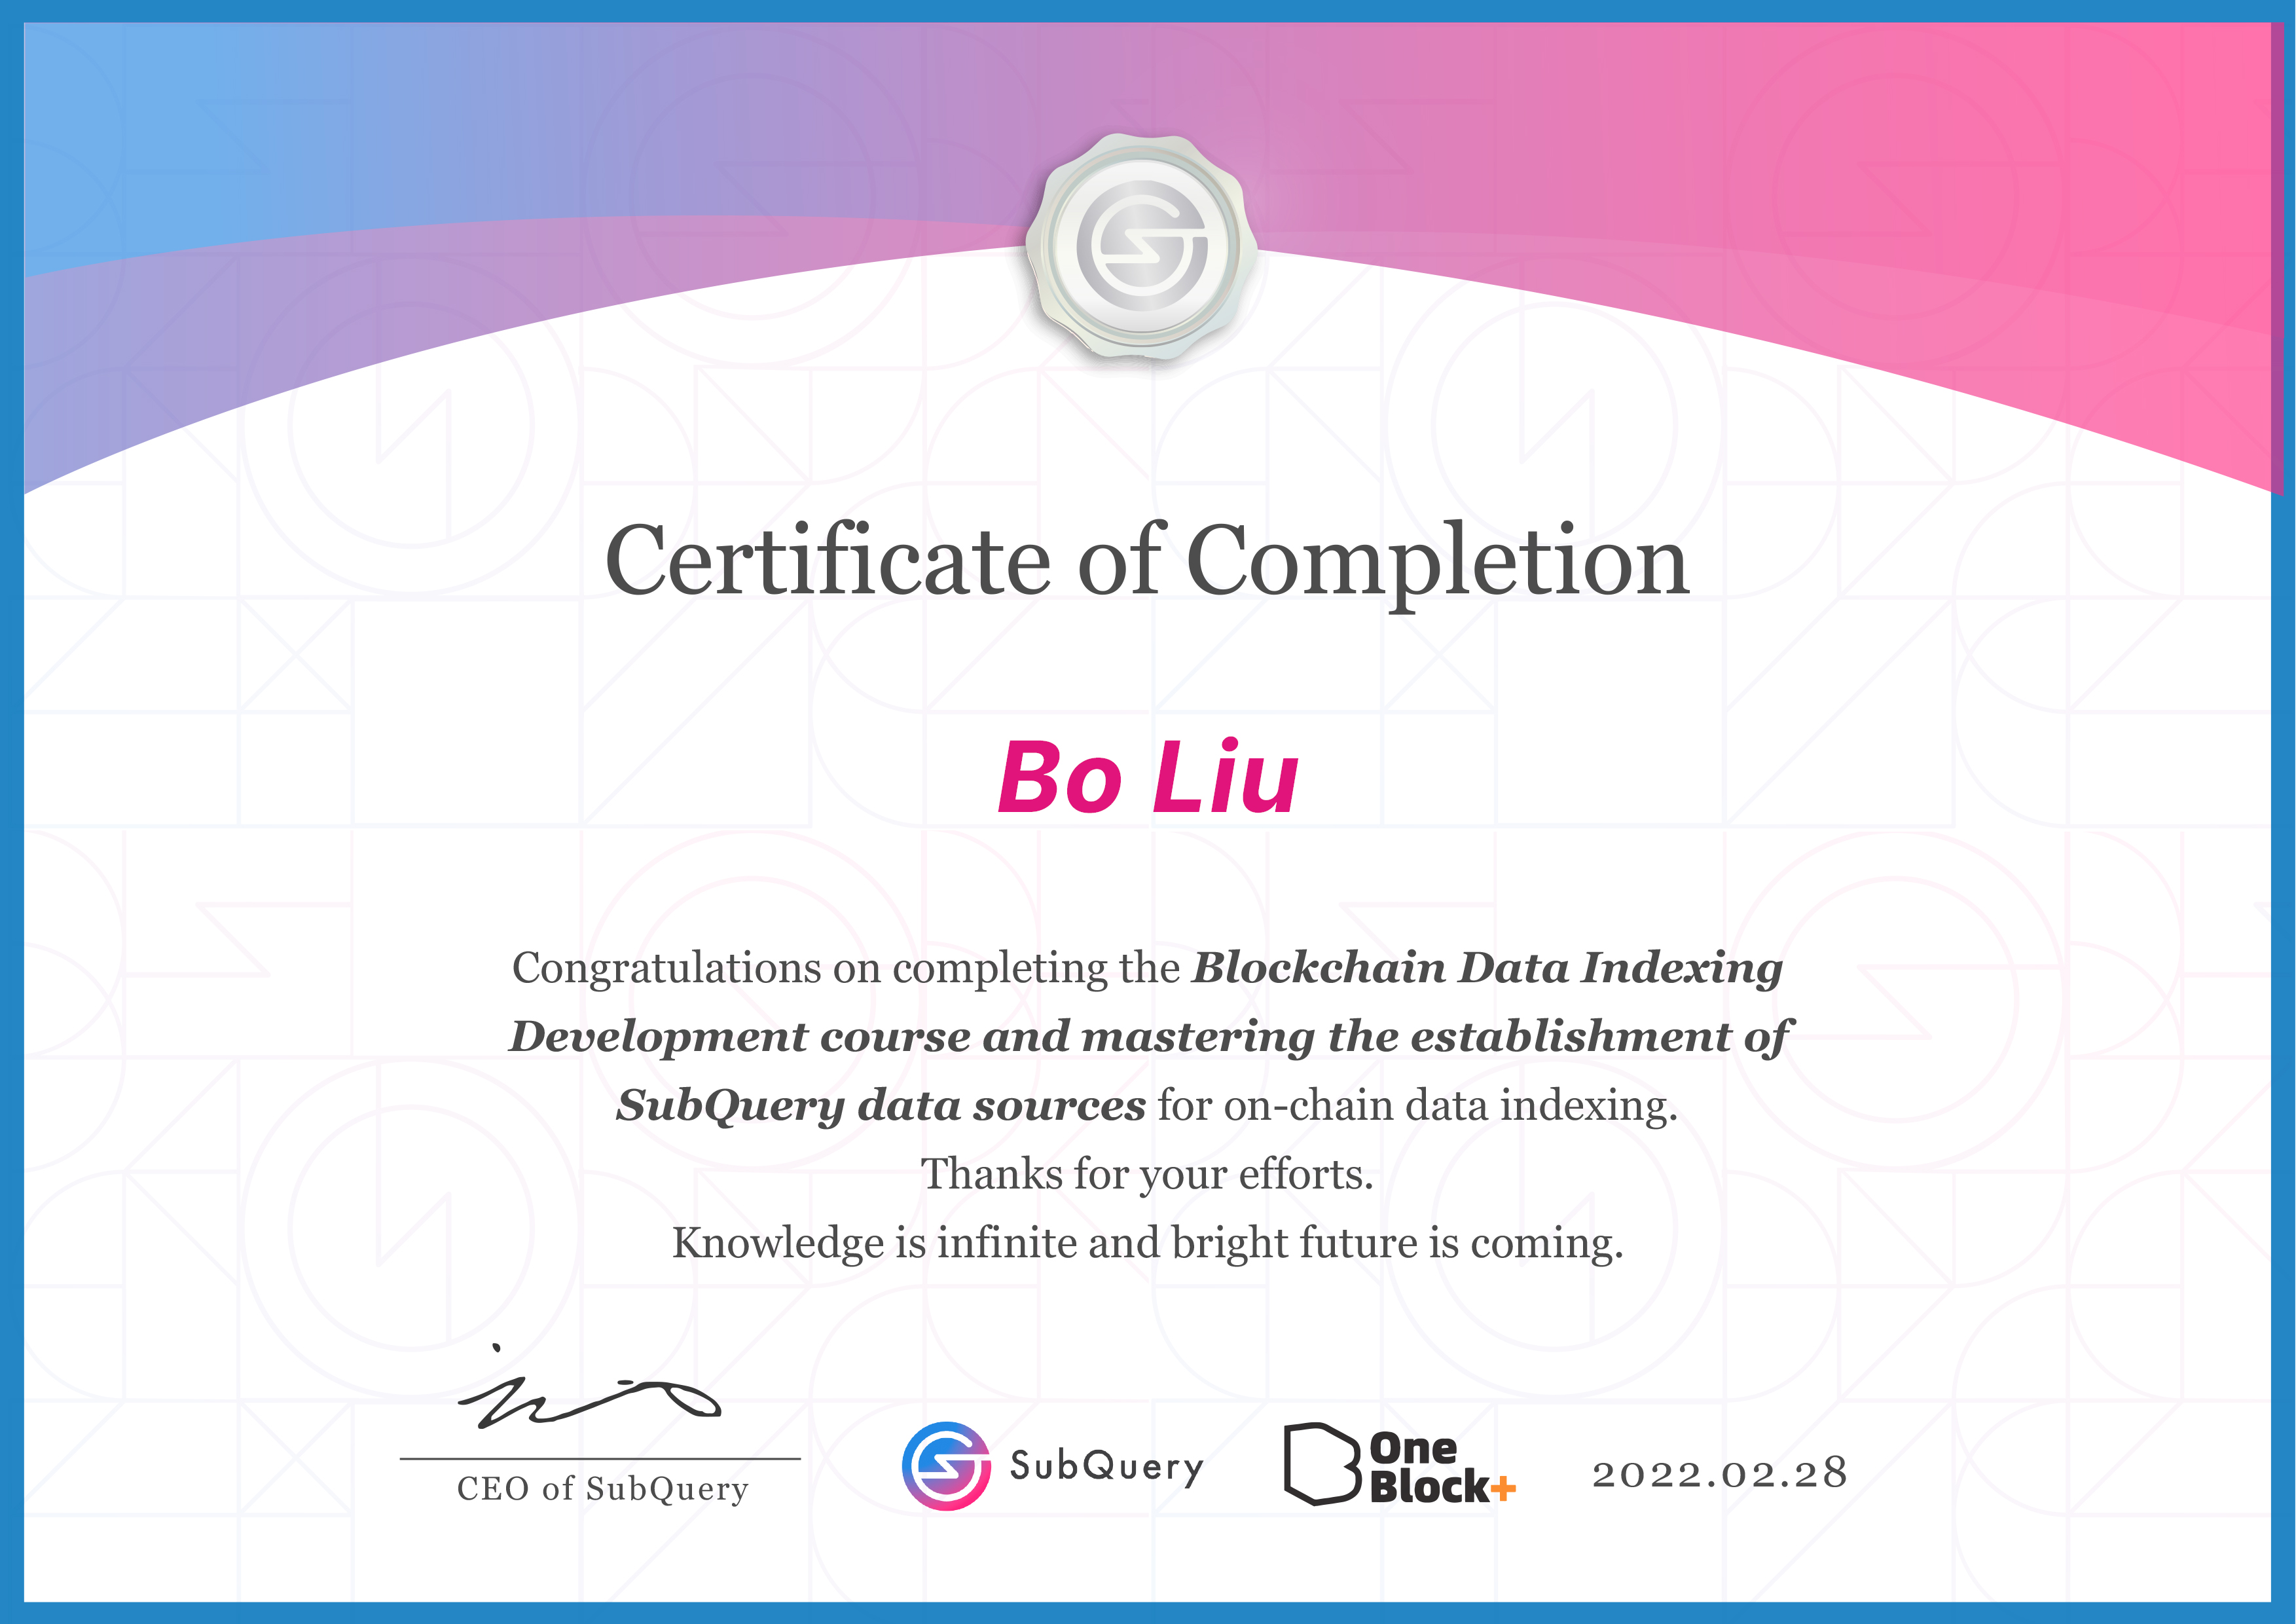 Certificate of Completion
Bo Liu
Congratulations on completing the Blockchain Data Indexing
Development course and mastering the establishment of
SubQuery data sources for on-chain data indexing.
Thanks for your efforts.
Knowledge is infinite and bright future is coming.
CEO of SubQuery
SubQuery
One
Block+
2022.02.28